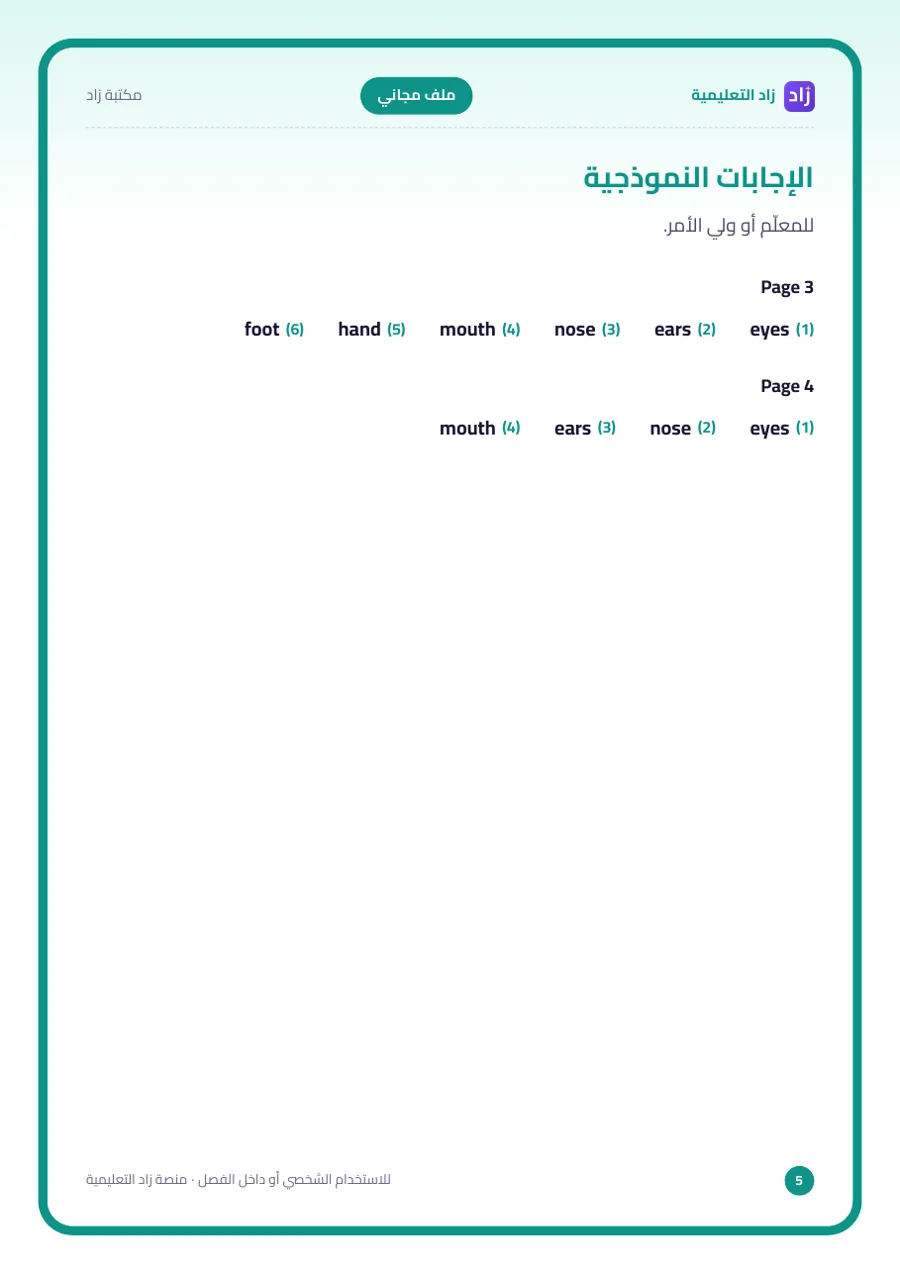 زاد زاد التعليمية
ملف مجاني
مكتبة زاد
الإجابات النموذجية
للمعلّم أو ولي الأمر.
Page 3
(1) eyes (2) ears (3) nose (4) mouth (5) hand (6) foot
Page 4
(1) eyes (2) nose (3) ears (4) mouth
5
للاستخدام الشخصي أو داخل الفصل · منصة زاد التعليمية